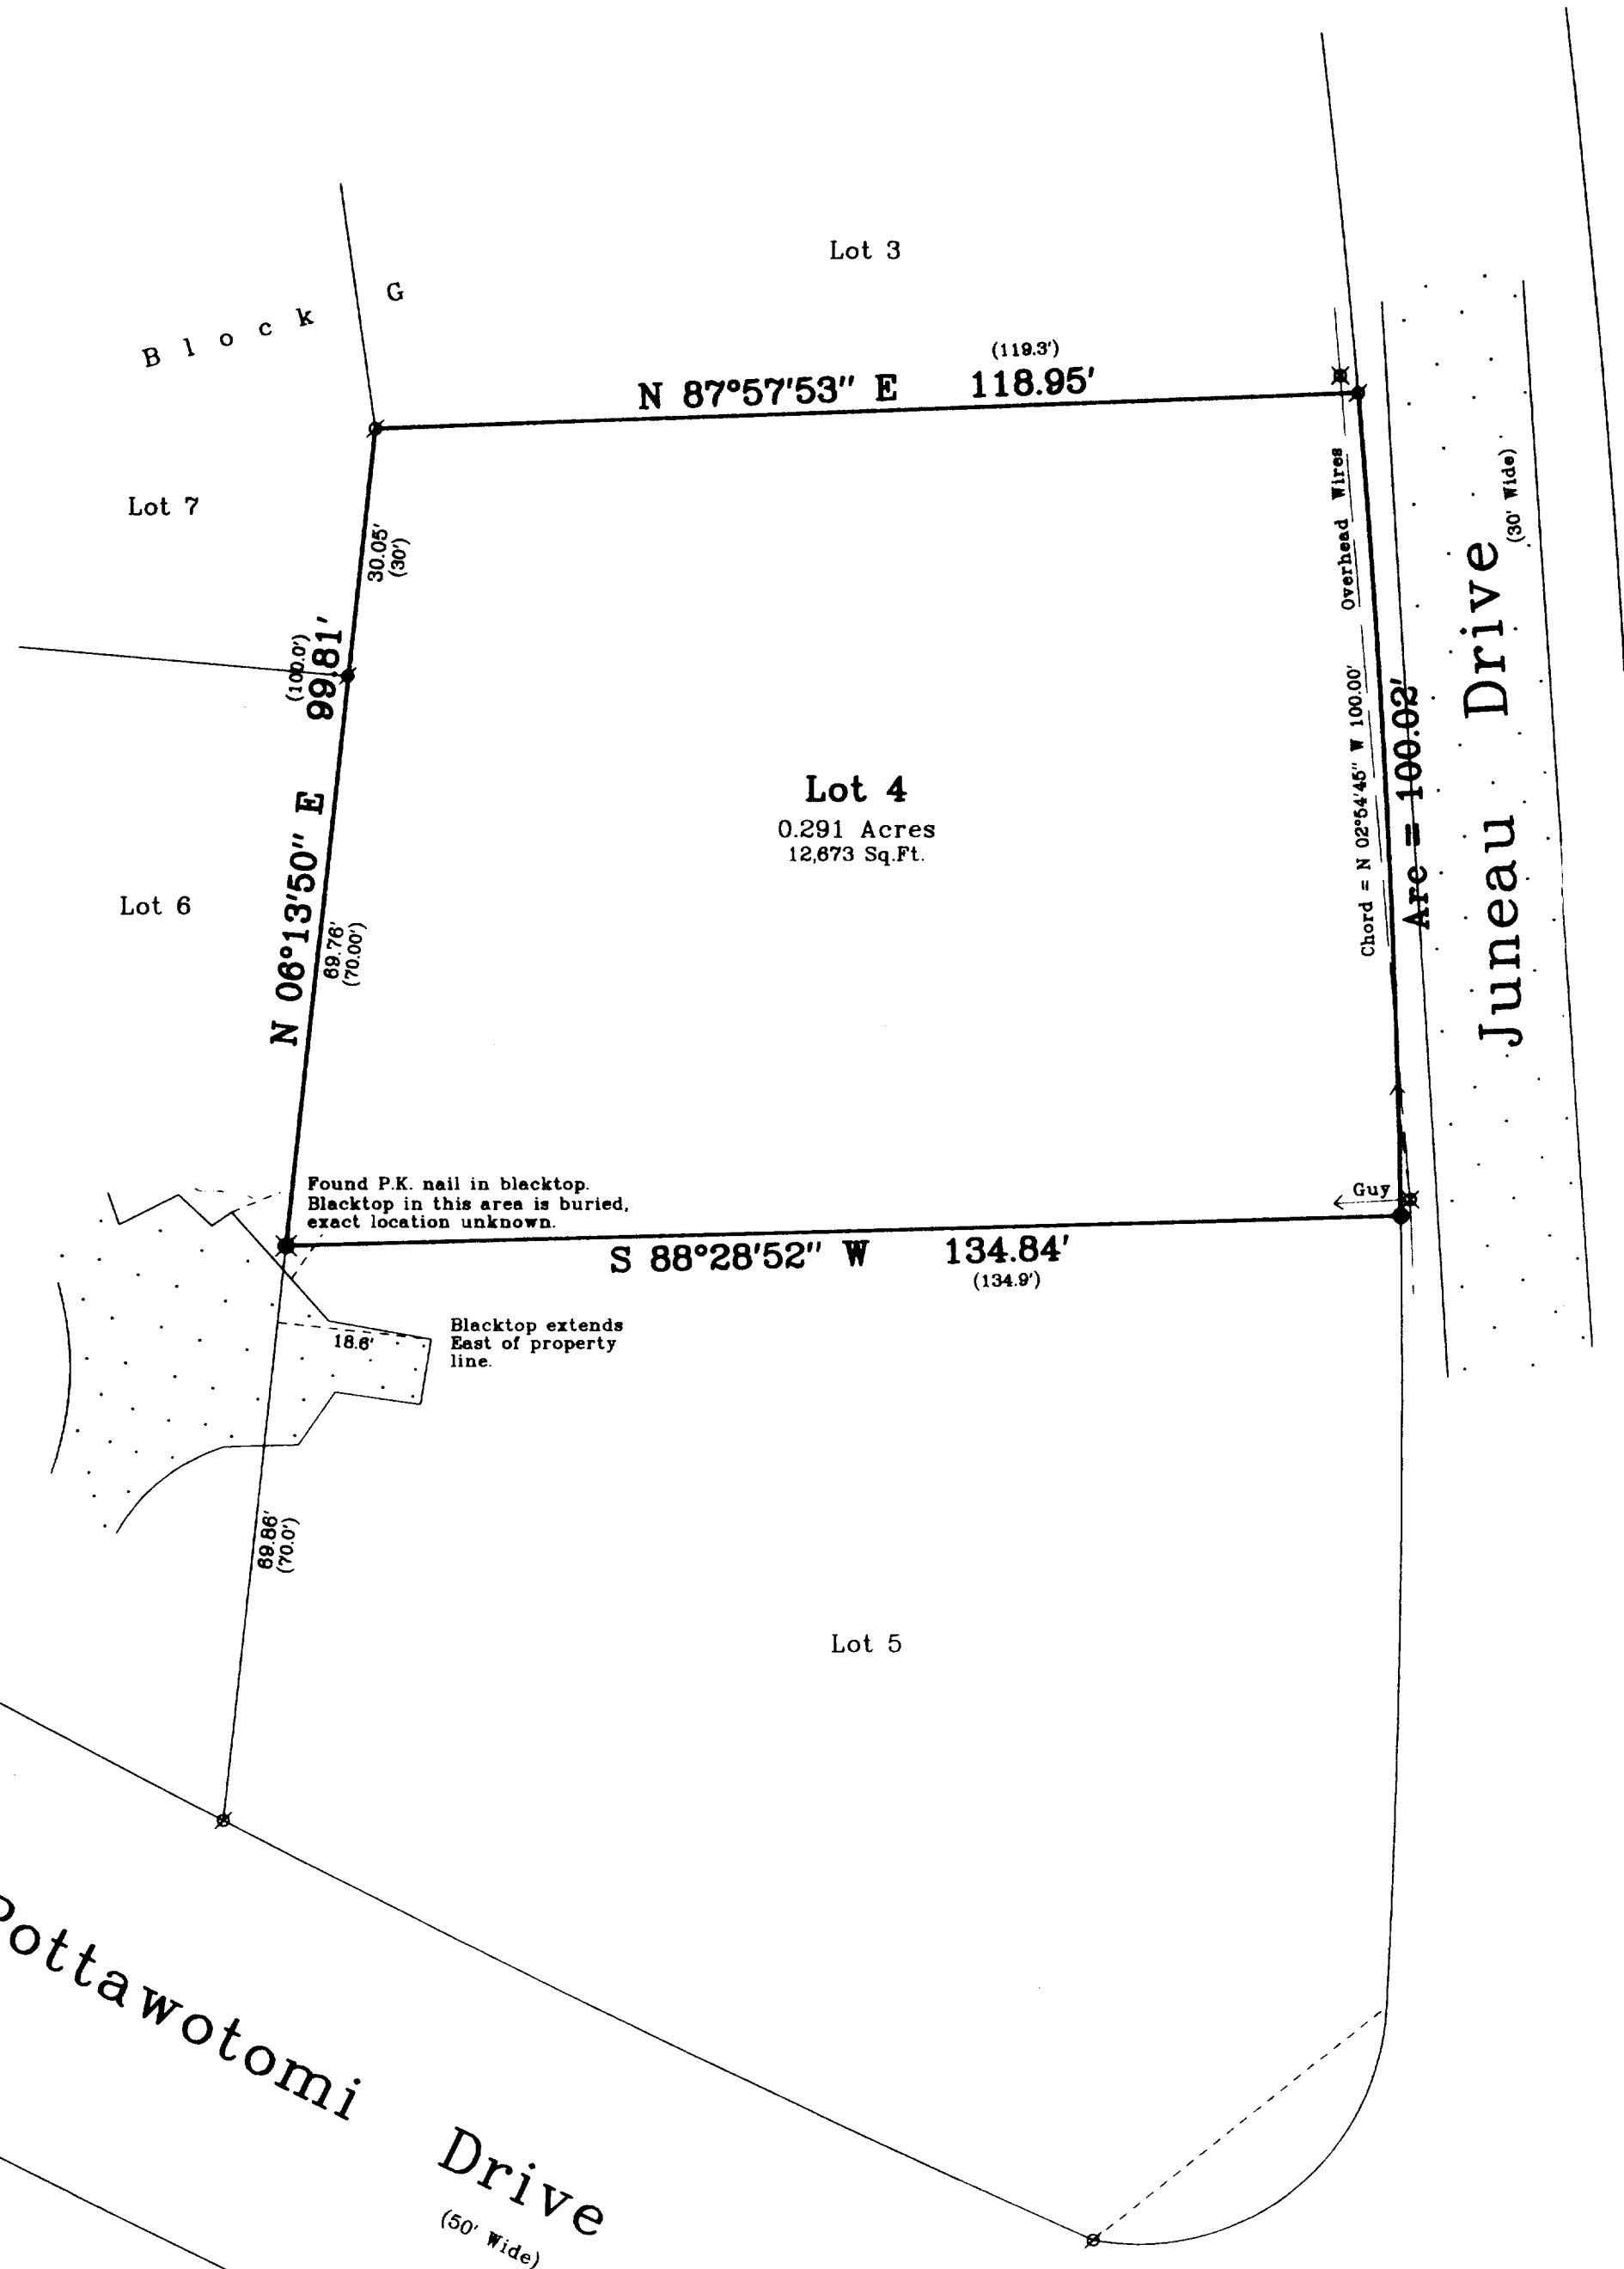 Lot 3
Block G
(119.3')
N 87°57'53" E 118.95'
Lot 7
30.05'
(30')
(100.0')
N 06°13'50" E 99.81'
Overhead Wires
Chord = N 02°54'45" W 100.00'
Arc = 100.02'
Juneau Drive
(30' Wide)
Lot 4
0.291 Acres
12,673 Sq.Ft.
Lot 6
69.76'
(70.00')
Found P.K. nail in blacktop.
Blacktop in this area is buried,
exact location unknown.
Guy
S 88°28'52" W 134.84'
(134.9')
18.6'
Blacktop extends
East of property
line.
69.86'
(70.0')
Lot 5
Pottawotomi Drive
(50' Wide)